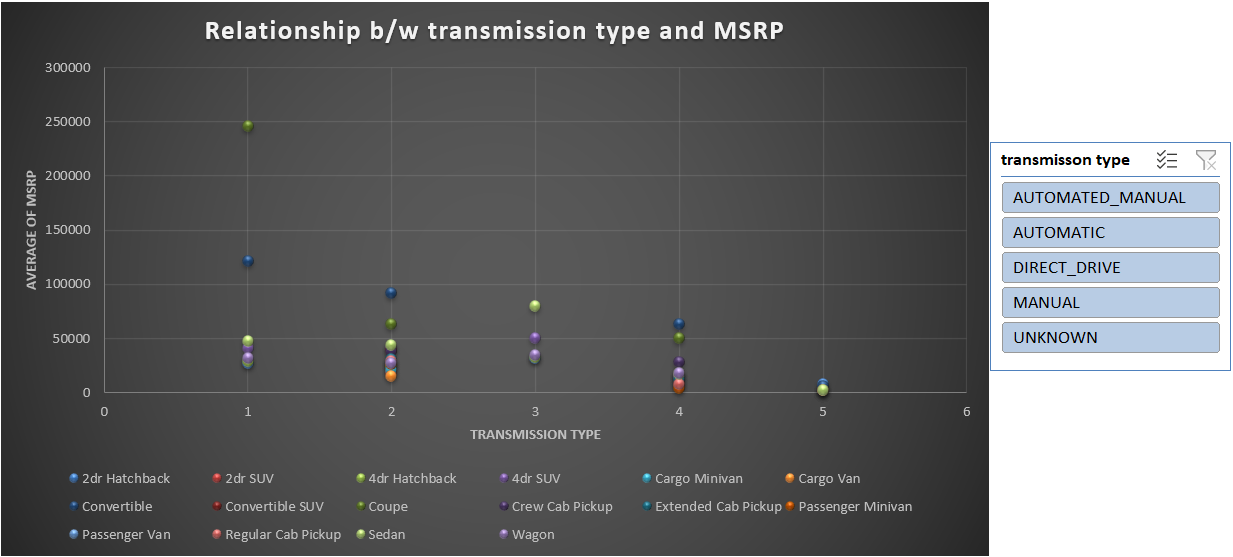 Relationship b/w transmission type and MSRP
300000
250000
200000
150000
100000
50000
0
AVERAGE OF MSRP
0 1 2 3 4 5 6
TRANSMISSION TYPE
2dr Hatchback 2dr SUV 4dr Hatchback 4dr SUV Cargo Minivan Cargo Van
Convertible Convertible SUV Coupe Crew Cab Pickup Extended Cab Pickup Passenger Minivan
Passenger Van Regular Cab Pickup Sedan Wagon
transmisson type
AUTOMATED_MANUAL
AUTOMATIC
DIRECT_DRIVE
MANUAL
UNKNOWN